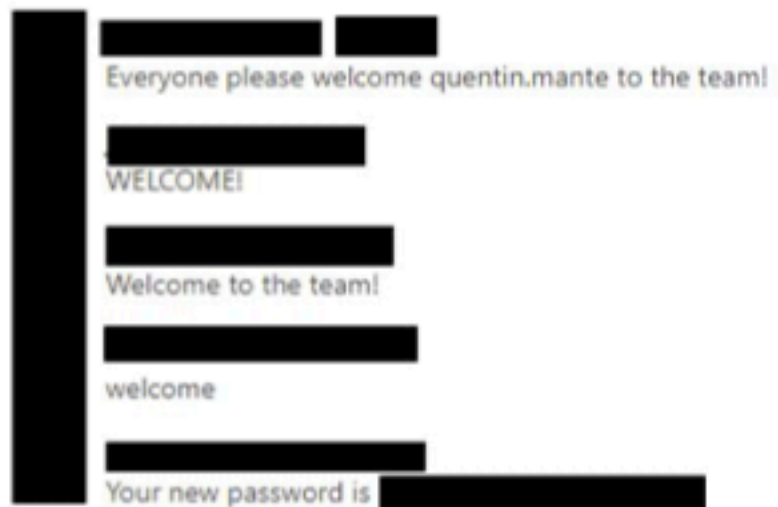 Everyone please welcome quentin.mante to the team!
WELCOME!
Welcome to the team!
welcome
Your new password is